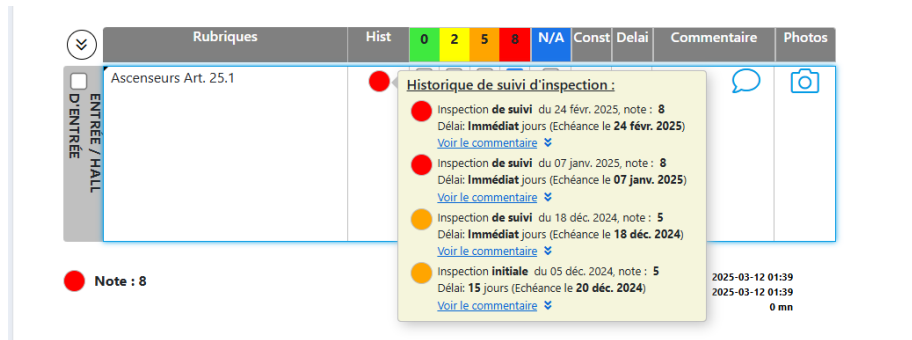 Rubriques Hist 0 2 5 8 N/A Const Delai Commentaire Photos
ENTRÉE / HALL
D'ENTRÉE
Ascenseurs Art. 25.1
Historique de suivi d'inspection :
Inspection de suivi du 24 févr. 2025, note : 8
Délai: Immédiat jours (Echéance le 24 févr. 2025)
Voir le commentaire
Inspection de suivi du 07 janv. 2025, note : 8
Délai: Immédiat jours (Echéance le 07 janv. 2025)
Voir le commentaire
Inspection de suivi du 18 déc. 2024, note : 5
Délai: Immédiat jours (Echéance le 18 déc. 2024)
Voir le commentaire
Inspection initiale du 05 déc. 2024, note : 5
Délai: 15 jours (Echéance le 20 déc. 2024)
Voir le commentaire
Note : 8
2025-03-12 01:39
2025-03-12 01:39
0 mn